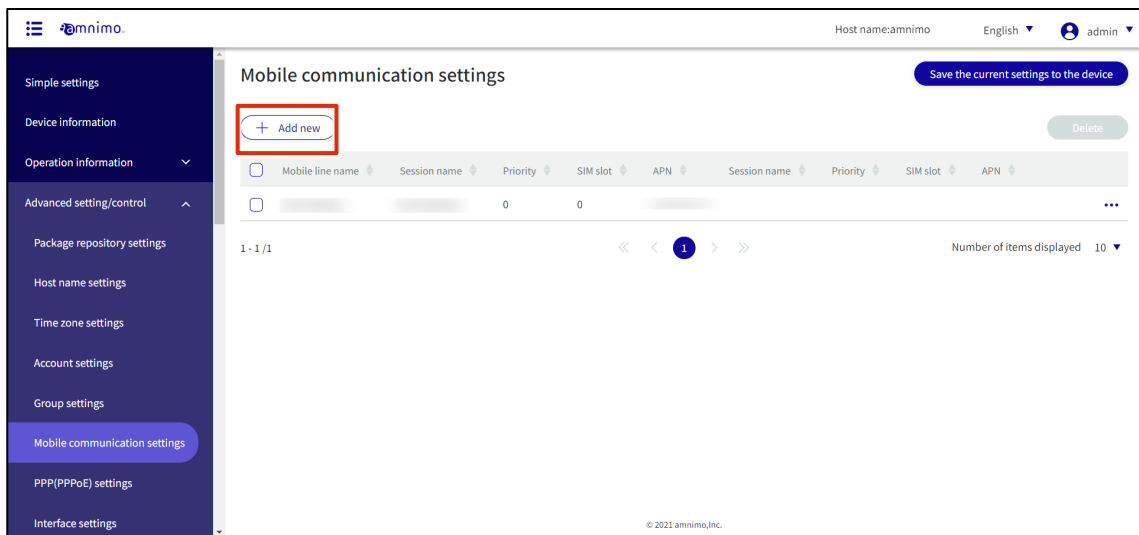 amnimo
Host name:amnimo
English
admin
Simple settings
Device information
Operation information
Advanced setting/control
Package repository settings
Host name settings
Time zone settings
Account settings
Group settings
Mobile communication settings
PPP(PPPoE) settings
Interface settings
Mobile communication settings
Save the current settings to the device
+ Add new
Delete
Mobile line name Session name Priority SIM slot APN Session name Priority SIM slot APN
0 0
1 - 1 /1
1
Number of items displayed 10
© 2021 amnimo,Inc.